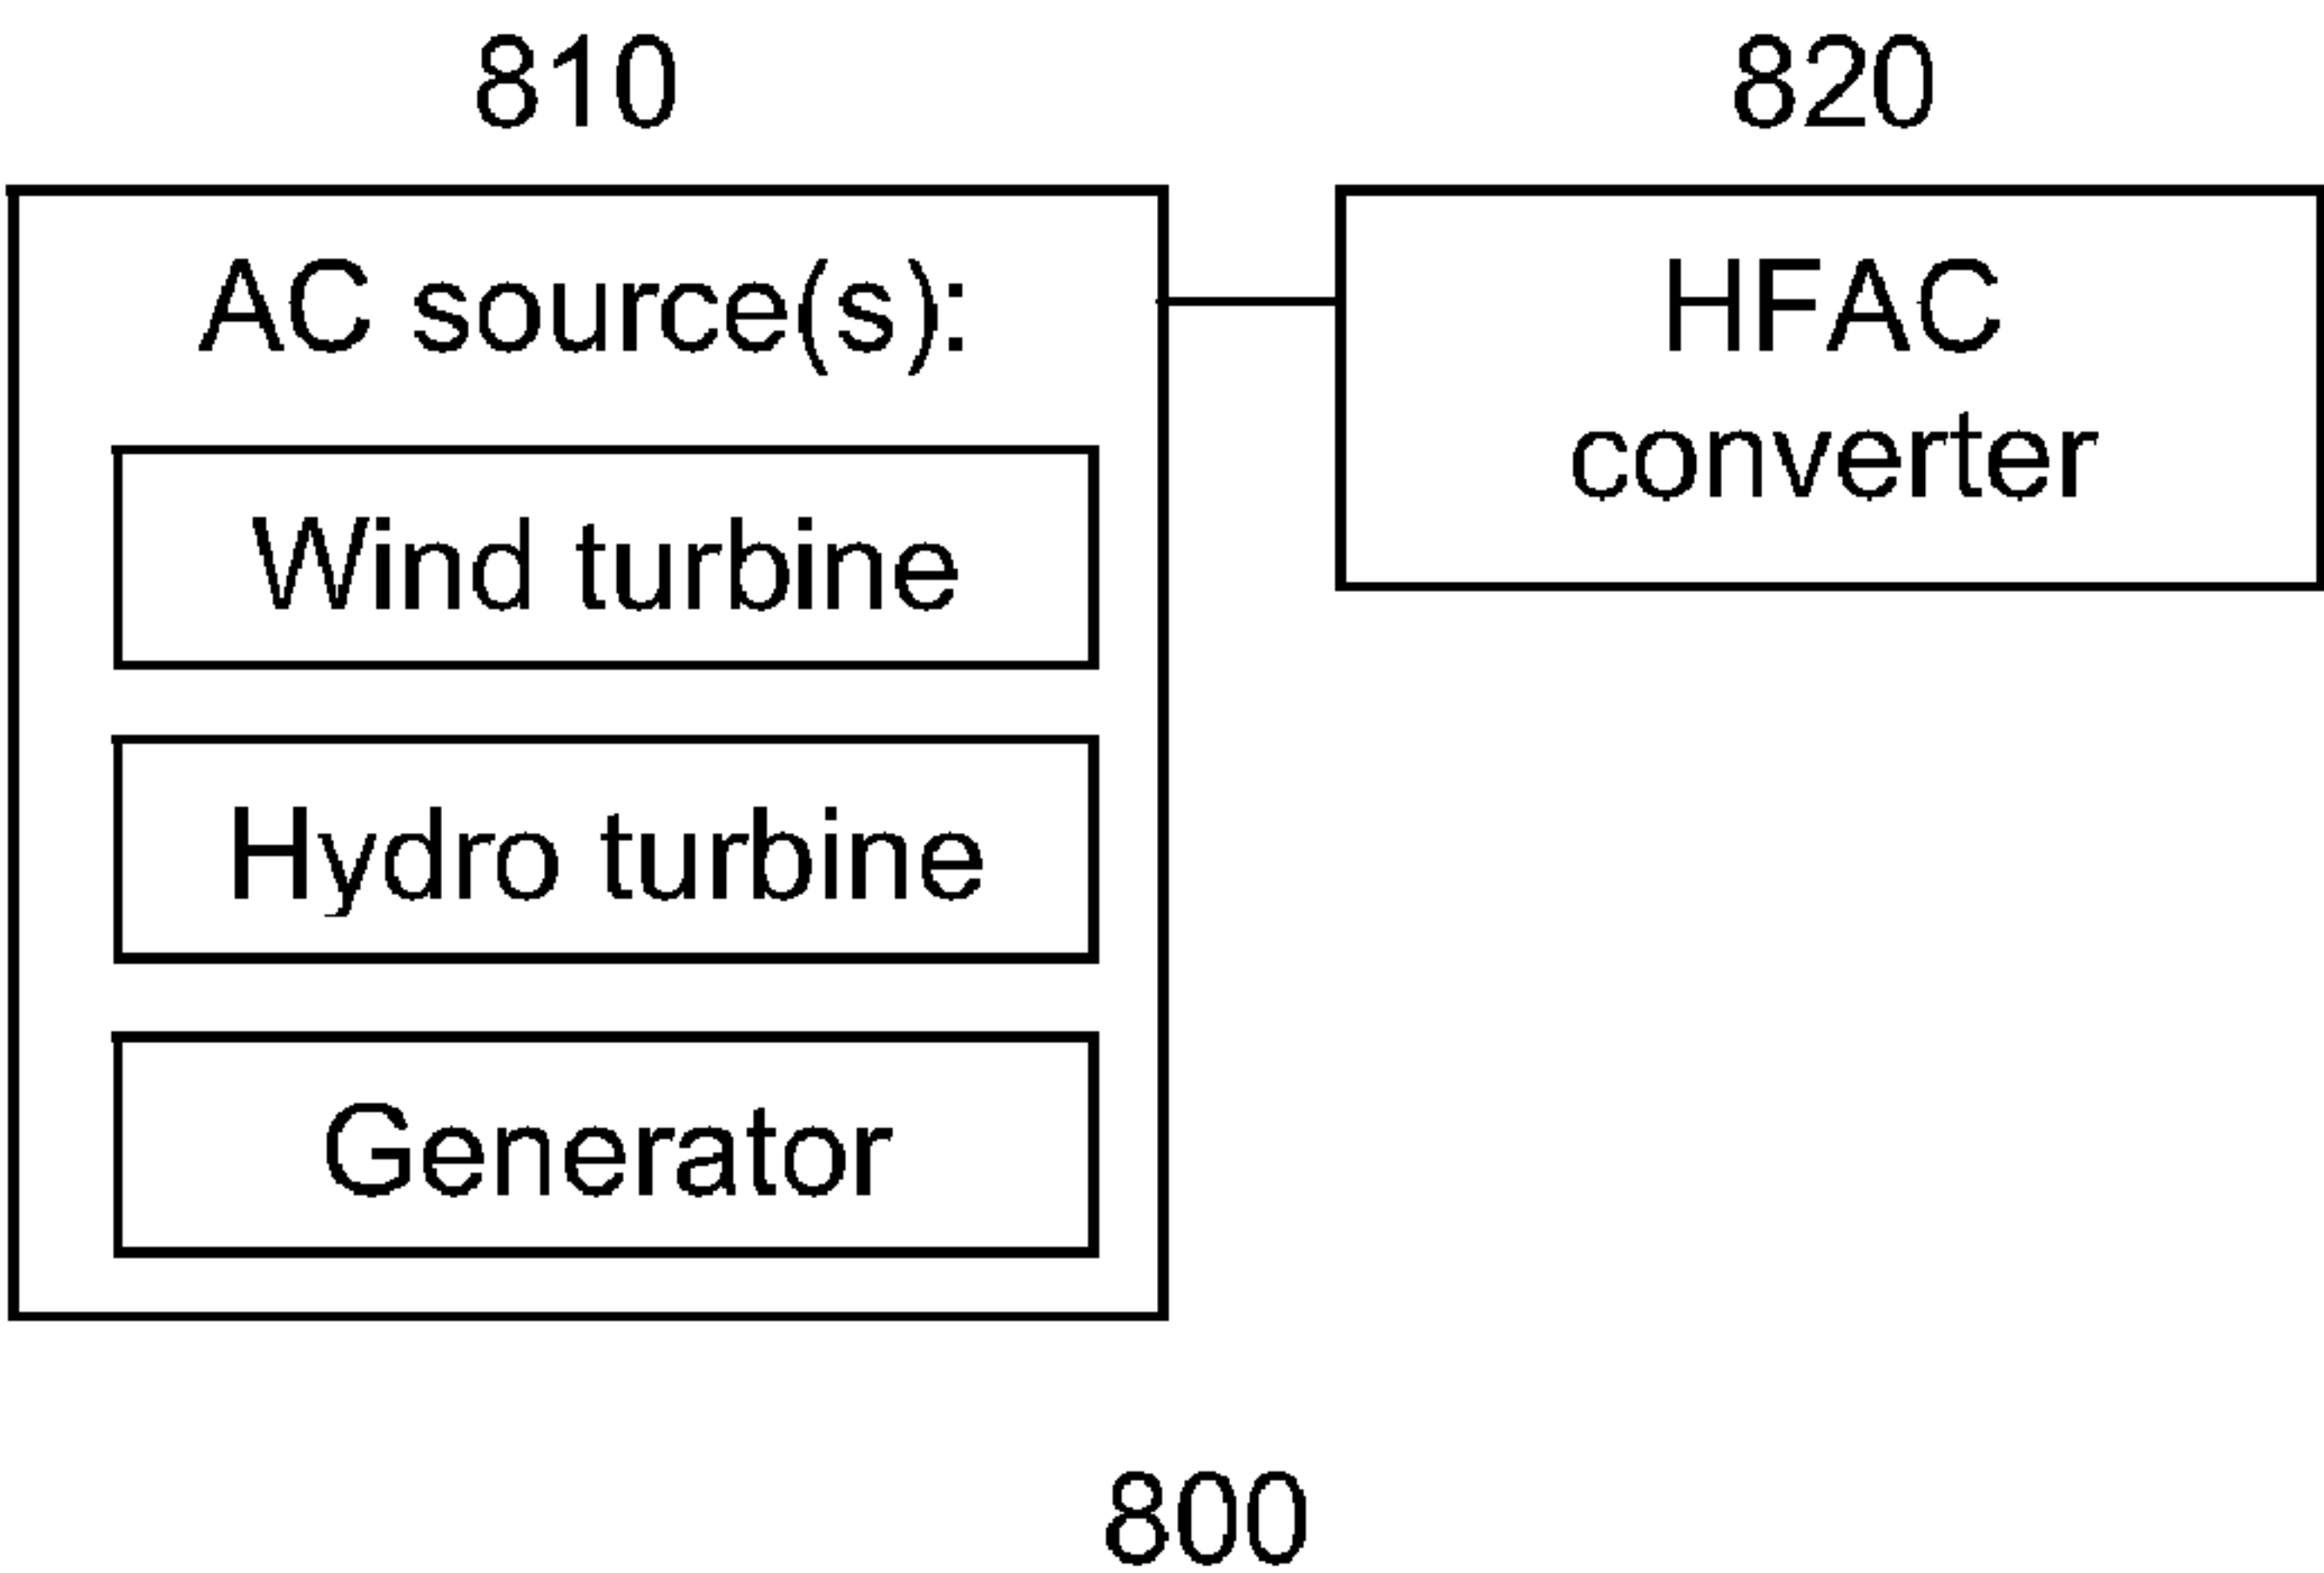 810
AC source(s):
Wind turbine
Hydro turbine
Generator
820
HFAC
converter
800